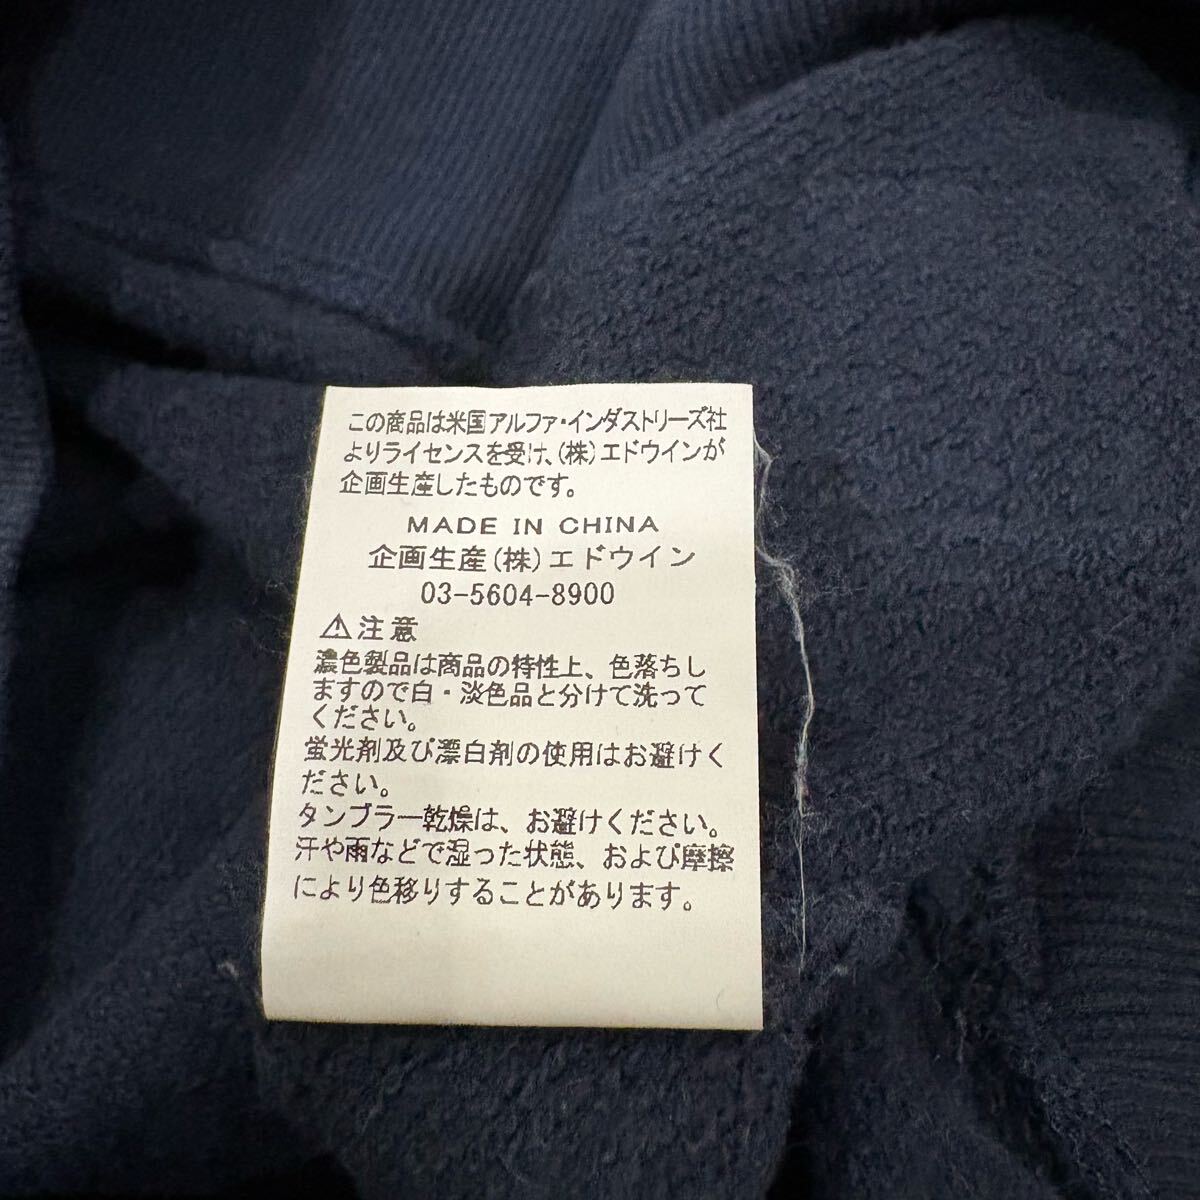 この商品は米国アルファ・インダストリーズ社
よりライセンスを受け、(株)エドウインが
企画生産したものです。
MADE IN CHINA
企画生産(株)エドウイン
03-5604-8900
⚠注意
濃色製品は商品の特性上、色落ちし
ますので白・淡色品と分けて洗って
ください。
蛍光剤及び漂白剤の使用はお避けく
ださい。
タンブラー乾燥は、お避けください。
汗や雨などで湿った状態、および摩擦
により色移りすることがあります。